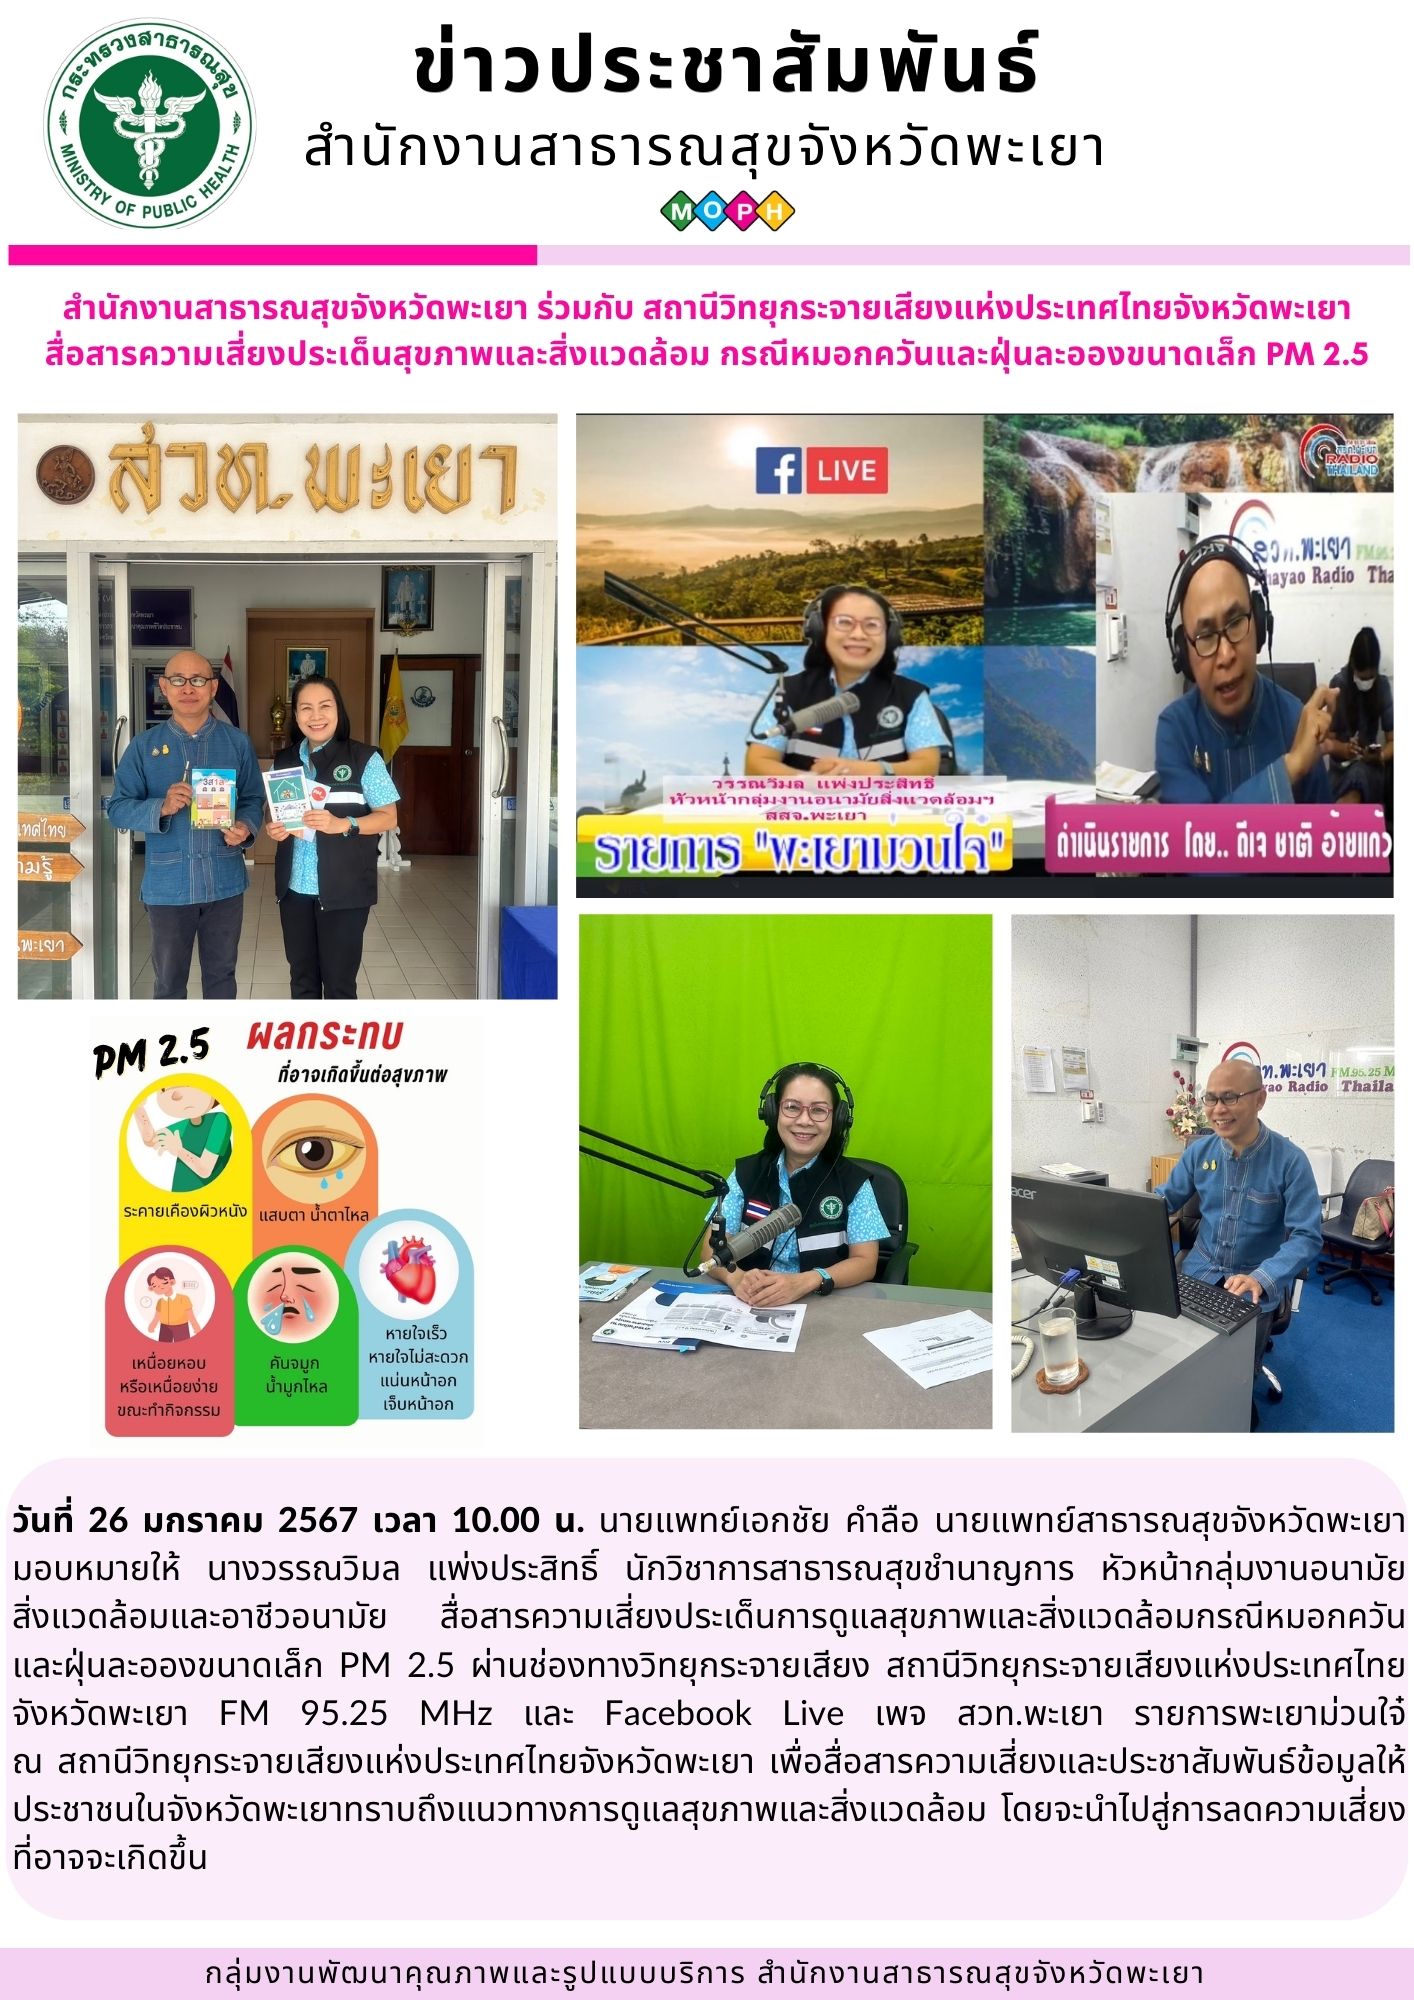 กระทรวงสาธารณสุข
MINISTRY OF PUBLIC HEALTH
ข่าวประชาสัมพันธ์
สำนักงานสาธารณสุขจังหวัดพะเยา
MOPH
สำนักงานสาธารณสุขจังหวัดพะเยา ร่วมกับ สถานีวิทยุกระจายเสียงแห่งประเทศไทยจังหวัดพะเยา
สื่อสารความเสี่ยงประเด็นสุขภาพและสิ่งแวดล้อม กรณีหมอกควันและฝุ่นละอองขนาดเล็ก PM 2.5
สวท.พะเยา
3สาล
f LIVE
RADIO
THAILAND
สวท.พะเยา
Phayao Radio
วรรณวิมล แพ่งประสิทธิ์
หัวหน้ากลุ่มงานอนามัยสิ่งแวดล้อมฯ
สสจ.พะเยา
รายการ "พะเยาม่วนใจ๋"
ดำเนินรายการ โดย.. ดีเจ ชาติ อ้ายแก้ว
PM 2.5
ผลกระทบ
ที่อาจเกิดขึ้นต่อสุขภาพ
ระคายเคืองผิวหนัง
แสบตา น้ำตาไหล
เหนื่อยหอบ
หรือเหนื่อยง่าย
ขณะทำกิจกรรม
คันจมูก
น้ำมูกไหล
หายใจเร็ว
หายใจไม่สะดวก
แน่นหน้าอก
เจ็บหน้าอก
ท.พะเยา FM.95.25 M
yao Radio Thaila
acer
วันที่ 26 มกราคม 2567 เวลา 10.00 น. นายแพทย์เอกชัย คำลือ นายแพทย์สาธารณสุขจังหวัดพะเยา
มอบหมายให้ นางวรรณวิมล แพ่งประสิทธิ์ นักวิชาการสาธารณสุขชำนาญการ หัวหน้ากลุ่มงานอนามัย
สิ่งแวดล้อมและอาชีวอนามัย สื่อสารความเสี่ยงประเด็นการดูแลสุขภาพและสิ่งแวดล้อมกรณีหมอกควัน
และฝุ่นละอองขนาดเล็ก PM 2.5 ผ่านช่องทางวิทยุกระจายเสียง สถานีวิทยุกระจายเสียงแห่งประเทศไทย
จังหวัดพะเยา FM 95.25 MHz และ Facebook Live เพจ สวท.พะเยา รายการพะเยาม่วนใจ๋
ณ สถานีวิทยุกระจายเสียงแห่งประเทศไทยจังหวัดพะเยา เพื่อสื่อสารความเสี่ยงและประชาสัมพันธ์ข้อมูลให้
ประชาชนในจังหวัดพะเยาทราบถึงแนวทางการดูแลสุขภาพและสิ่งแวดล้อม โดยจะนำไปสู่การลดความเสี่ยง
ที่อาจจะเกิดขึ้น
กลุ่มงานพัฒนาคุณภาพและรูปแบบบริการ สำนักงานสาธารณสุขจังหวัดพะเยา